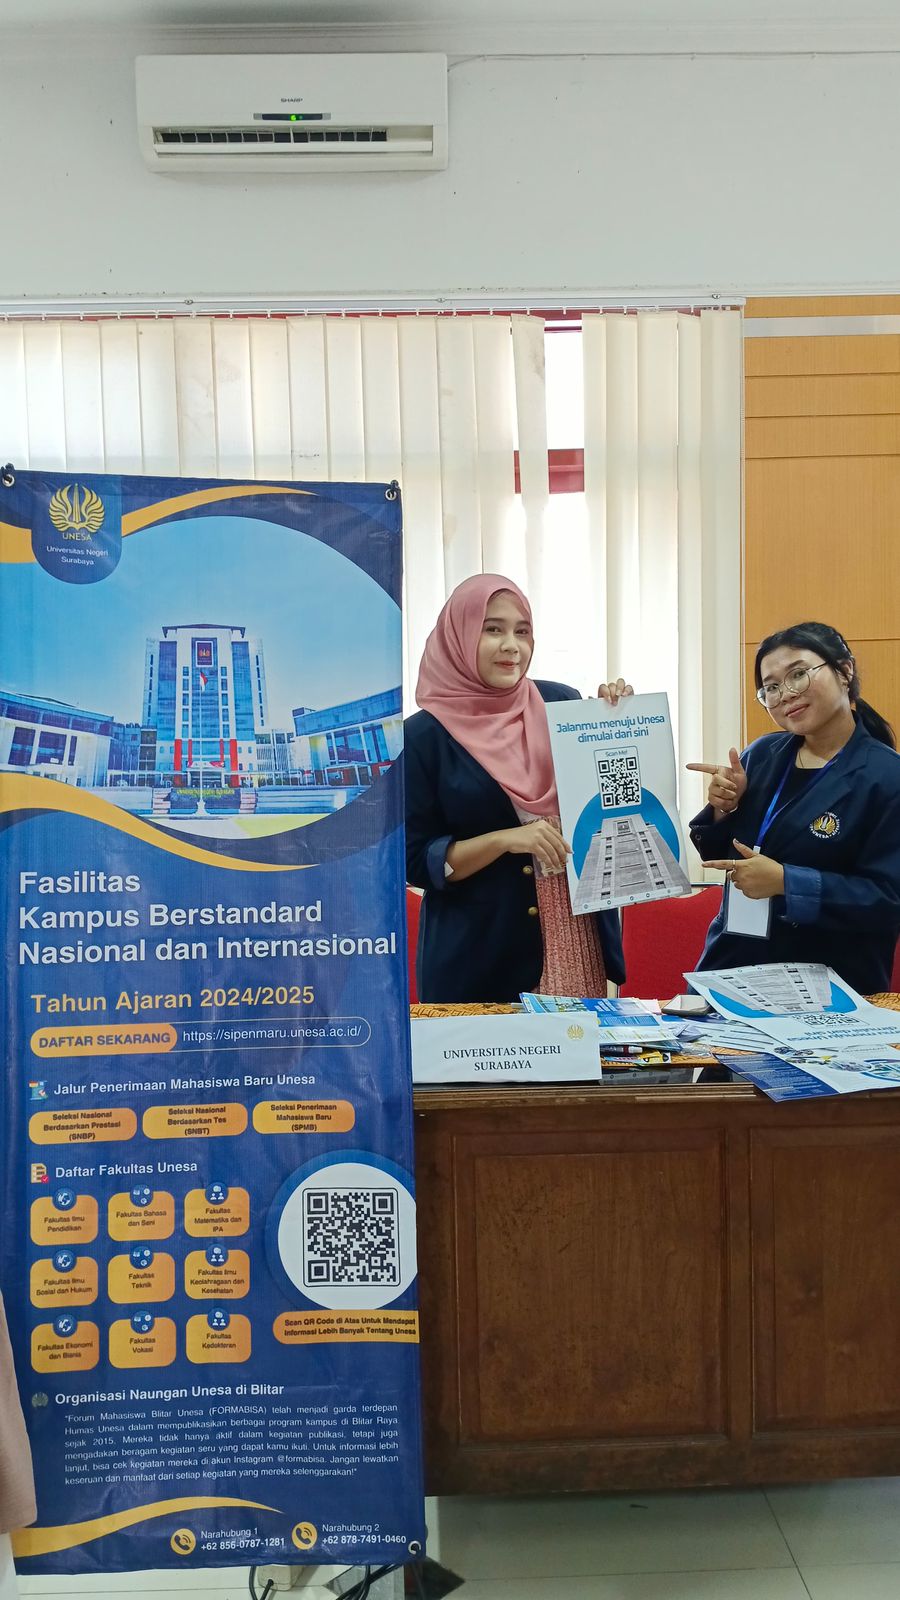 SHARP
UNESA
Universitas Negeri
Surabaya
Fasilitas
Kampus Berstandard
Nasional dan Internasional
Tahun Ajaran 2024/2025
DAFTAR SEKARANG
https://sipenmaru.unesa.ac.id/
Jalur Penerimaan Mahasiswa Baru Unesa
Seleksi Nasional
Berdasarkan Prestasi
(SNBP)
Seleksi Nasional
Berdasarkan Tes
(SNBT)
Seleksi Penerimaan
Mahasiswa Baru
(SPMB)
Daftar Fakultas Unesa
Fakultas Ilmu
Pendidikan
Fakultas Bahasa
dan Seni
Fakultas
Matematika dan
IPA
Fakultas Ilmu
Sosial dan Hukum
Fakultas
Teknik
Fakultas Ilmu
Keolahragaan dan
Kesehatan
Fakultas Ekonomi
dan Bisnis
Fakultas
Vokasi
Fakultas
Kedokteran
Scan QR Code di Atas Untuk Mendapat
Informasi Lebih Banyak Tentang Unesa
Organisasi Naungan Unesa di Blitar
"Forum Mahasiswa Blitar Unesa (FORMABISA) telah menjadi garda terdepan
Humas Unesa dalam mempublikasikan berbagai program kampus di Blitar Raya
sejak 2015. Mereka tidak hanya aktif dalam kegiatan publikasi, tetapi juga
mengadakan beragam kegiatan seru yang dapat kamu ikuti. Untuk informasi lebih
lanjut, bisa cek kegiatan mereka di akun Instagram @formabisa. Jangan lewatkan
keseruan dan manfaat dari setiap kegiatan yang mereka selenggarakan!"
Narahubung 1
+62 856-0787-1281
Narahubung 2
+62 878-7491-0460
Jalanmu menuju Unesa
dimulai dari sini
Scan Me!
UNESA
UNIVERSITAS NEGERI
SURABAYA